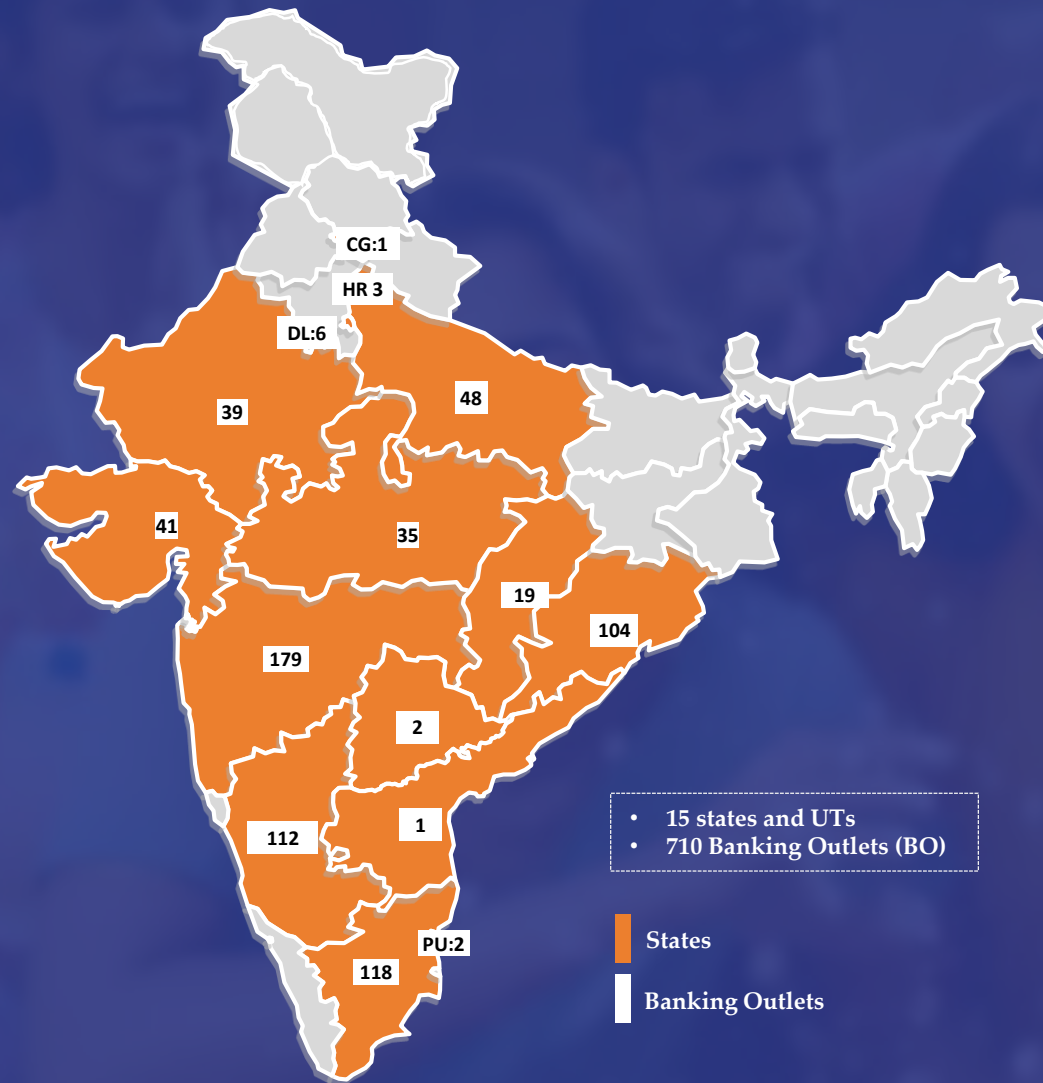 CG:1
HR 3
DL:6
48
39
41
35
19
104
179
2
1
112
• 15 states and UTs
• 710 Banking Outlets (BO)
PU:2
States
118
Banking Outlets